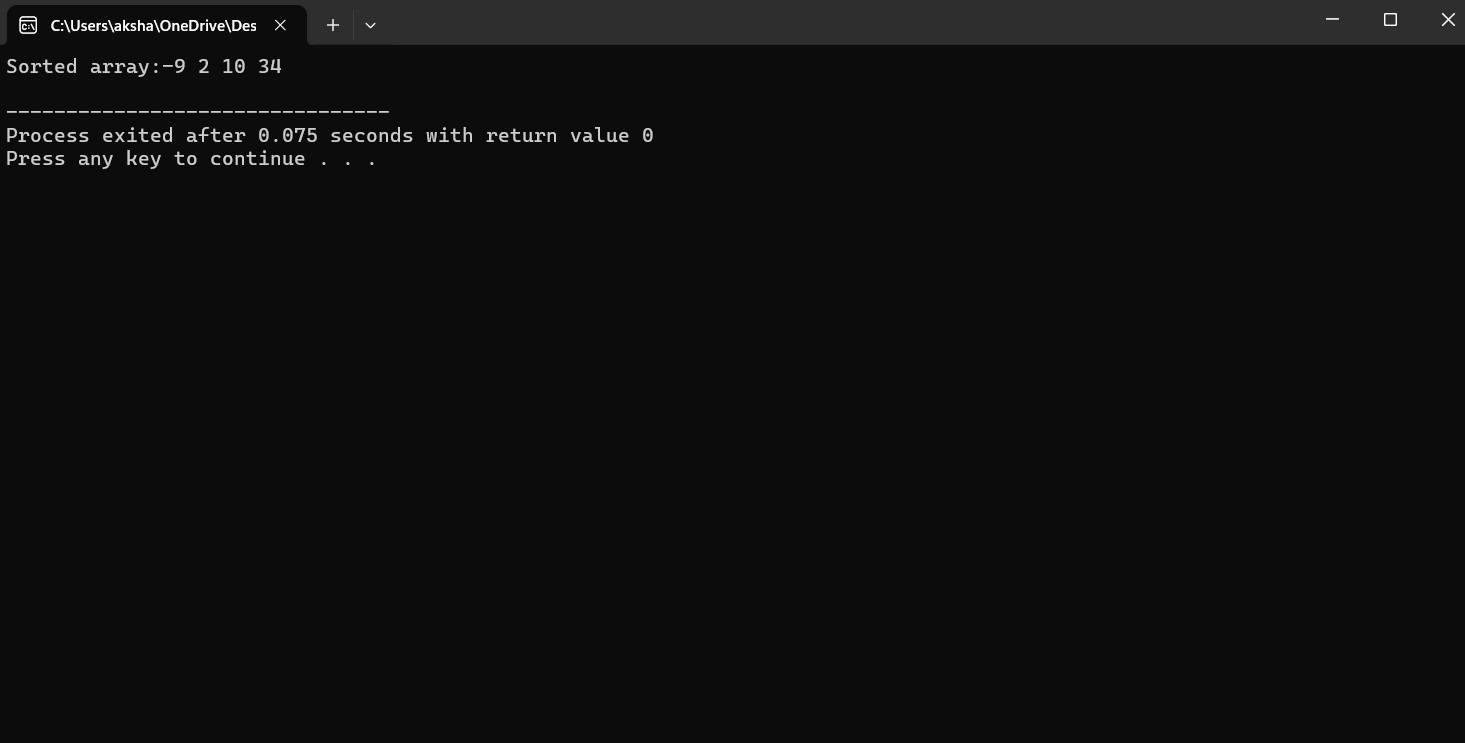 C:\Users\aksha\OneDrive\Des
Sorted array:-9 2 10 34
--------------------------------
Process exited after 0.075 seconds with return value 0
Press any key to continue . . .